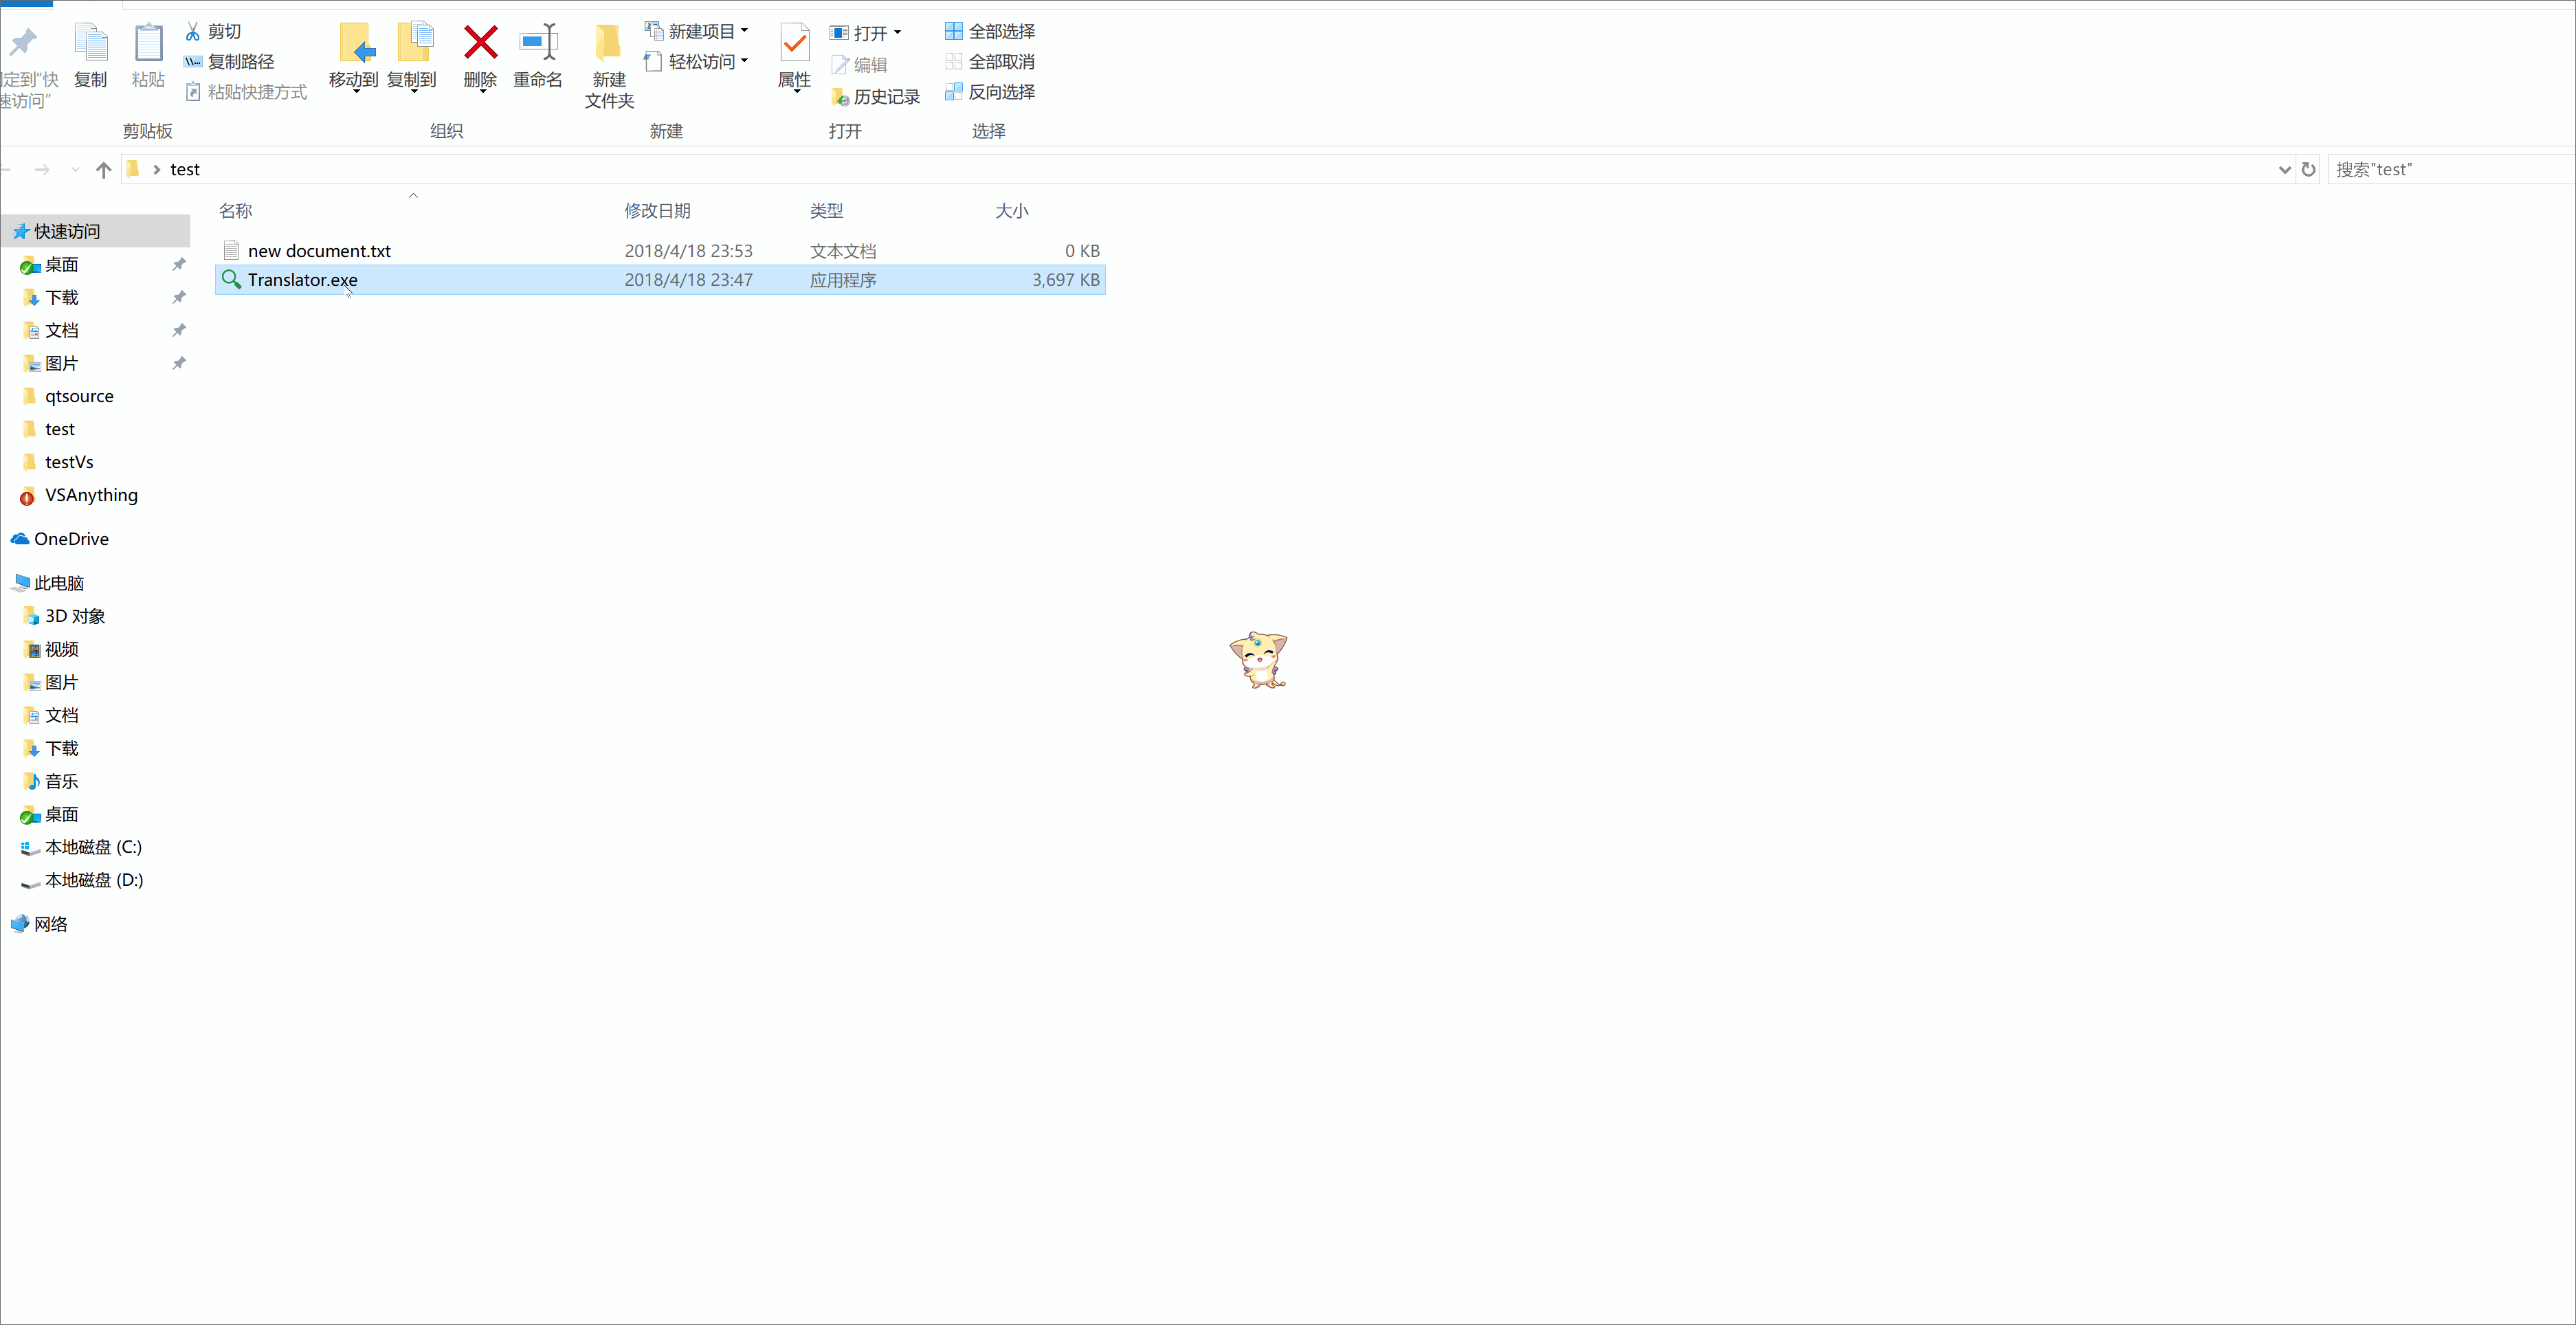 定到“快
速访问”
复制
粘贴
剪切
复制路径
粘贴快捷方式
剪贴板
移动到
复制到
删除
重命名
组织
新建
文件夹
新建项目
轻松访问
新建
属性
打开
编辑
历史记录
打开
全部选择
全部取消
反向选择
选择
test
搜索"test"
名称 修改日期 类型 大小
new document.txt 2018/4/18 23:53 文本文档 0 KB
Translator.exe 2018/4/18 23:47 应用程序 3,697 KB
快速访问
桌面
下载
文档
图片
qtsource
test
testVs
VSAnything
OneDrive
此电脑
3D 对象
视频
图片
文档
下载
音乐
桌面
本地磁盘 (C:)
本地磁盘 (D:)
网络